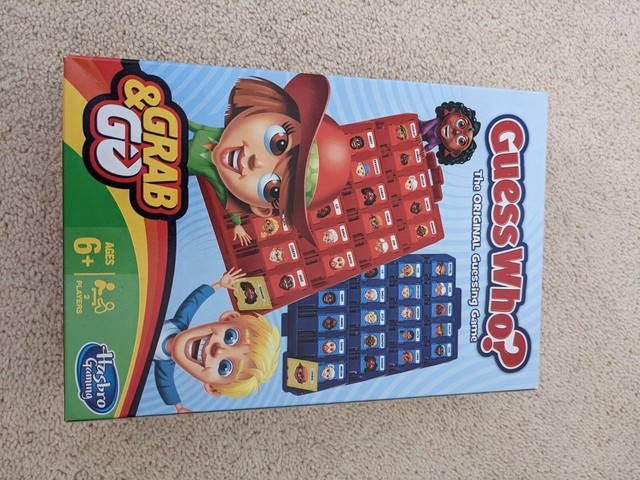 Guess Who?
The ORIGINAL Guessing Game
GRAB
& GO
AGES
6+
2
PLAYERS
Hasbro
Gaming